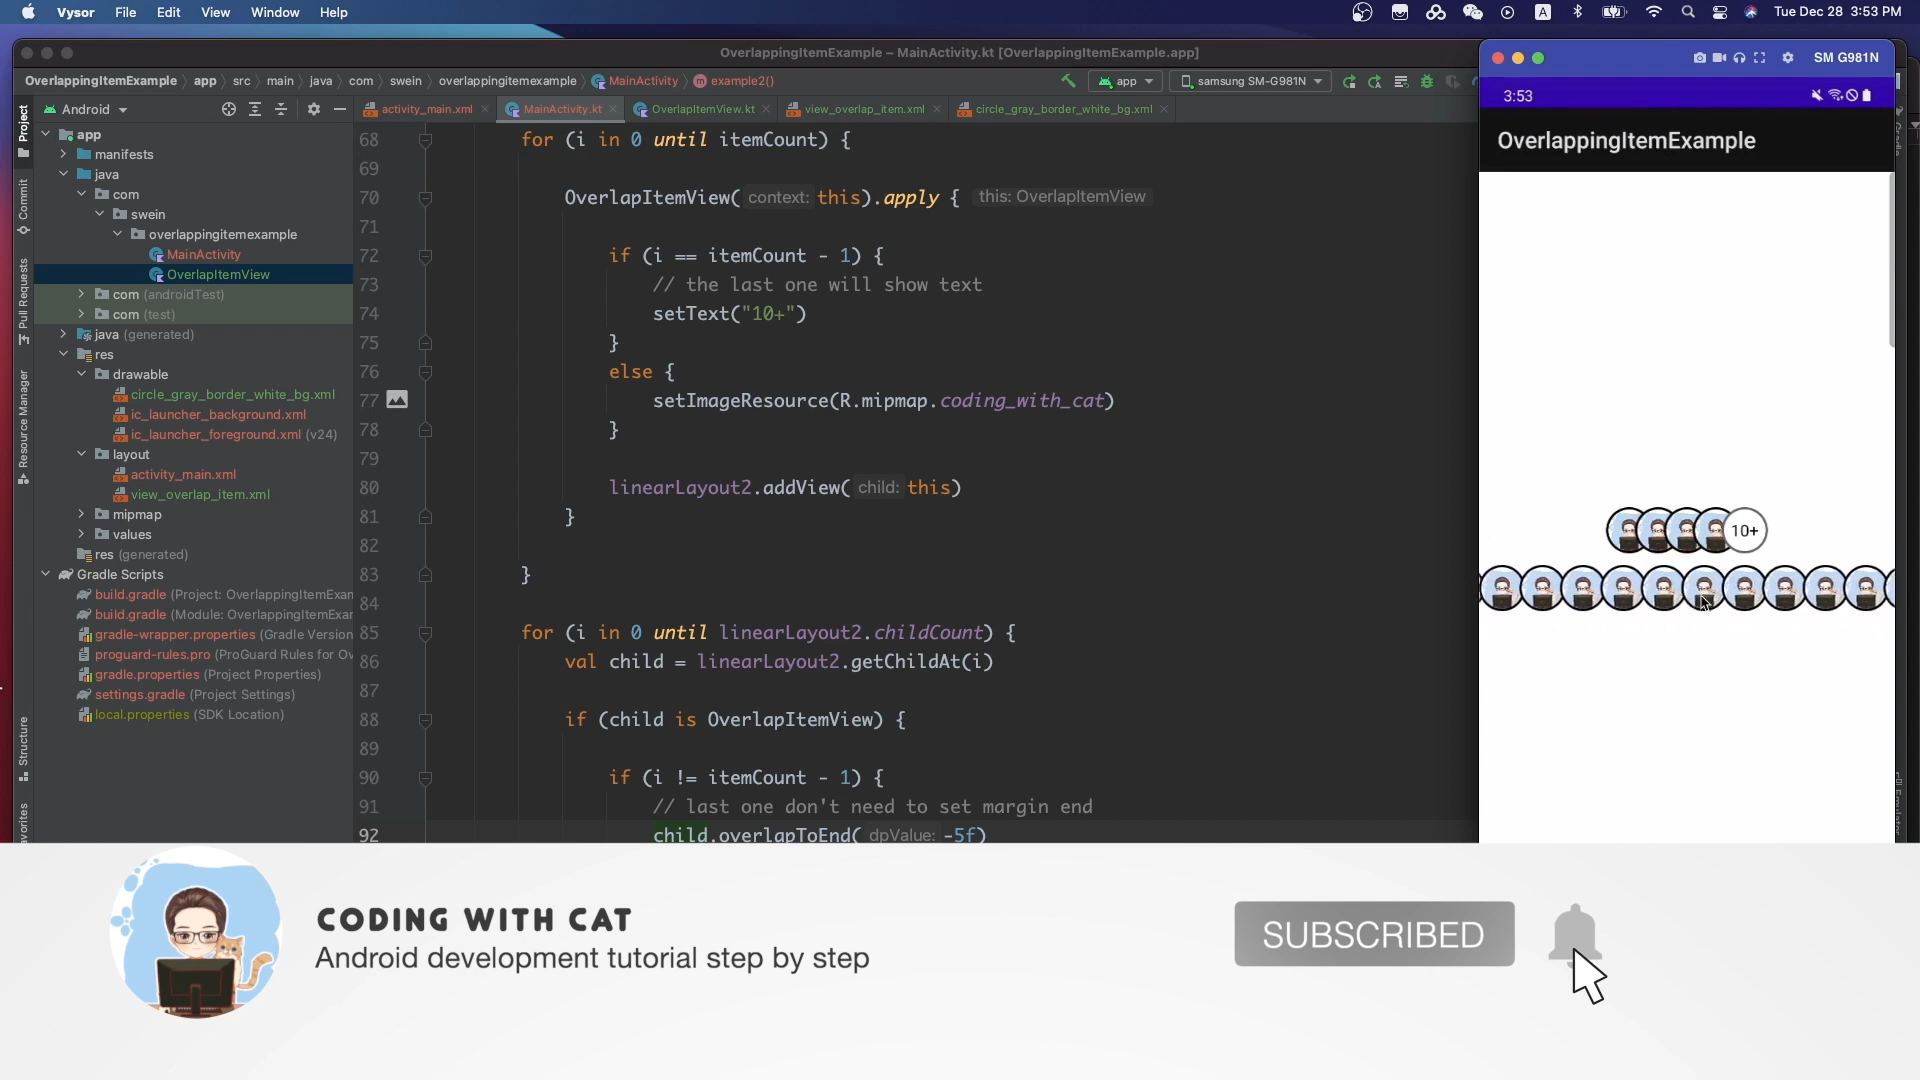 Vysor File Edit View Window Help
A
Tue Dec 28 3:53 PM
OverlappingItemExample – MainActivity.kt [OverlappingItemExample.app]
SM G981N
OverlappingItemExample app src main java com swein overlappingitemexample MainActivity example2()
app
samsung SM-G981N
Android
activity_main.xml
MainActivity.kt
OverlapItemView.kt
view_overlap_item.xml
circle_gray_border_white_bg.xml
Project
Commit
Pull Requests
Resource Manager
Structure
app
manifests
java
com
swein
overlappingitemexample
MainActivity
OverlapItemView
com (androidTest)
com (test)
java (generated)
res
drawable
circle_gray_border_white_bg.xml
ic_launcher_background.xml
ic_launcher_foreground.xml (v24)
layout
activity_main.xml
view_overlap_item.xml
mipmap
values
res (generated)
Gradle Scripts
build.gradle (Project: OverlappingItemExan
build.gradle (Module: OverlappingItemExar
gradle-wrapper.properties (Gradle Version
proguard-rules.pro (ProGuard Rules for Ov
gradle.properties (Project Properties)
settings.gradle (Project Settings)
local.properties (SDK Location)
68 for (i in 0 until itemCount) {
69
70 OverlapItemView( context: this).apply { this: OverlapItemView
71
72 if (i == itemCount - 1) {
73 // the last one will show text
74 setText("10+")
75 }
76 else {
77 setImageResource(R.mipmap.coding_with_cat)
78 }
79
80 linearLayout2.addView( child: this)
81 }
82
83 }
84
85 for (i in 0 until linearLayout2.childCount) {
86 val child = linearLayout2.getChildAt(i)
87
88 if (child is OverlapItemView) {
89
90 if (i != itemCount - 1) {
91 // last one don't need to set margin end
92 child.overlapToEnd( dpValue: -5f)
3:53
OverlappingItemExample
10+
CODING WITH CAT
Android development tutorial step by step
SUBSCRIBED